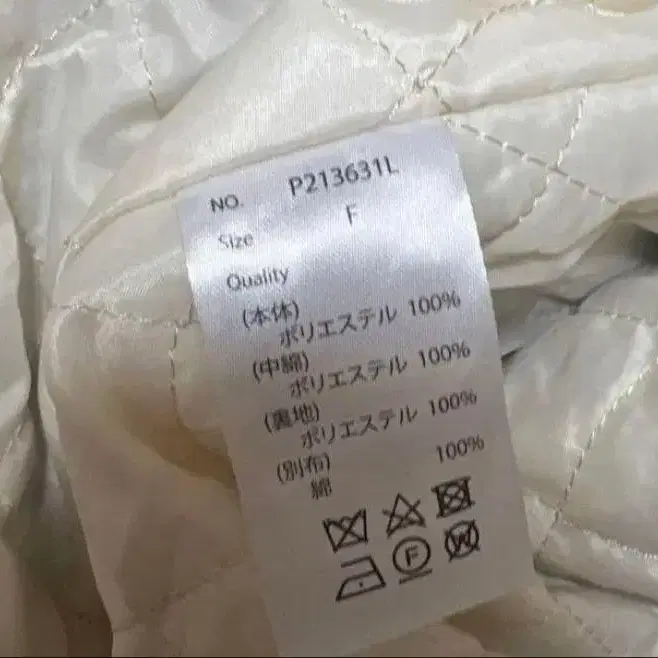 NO. P213631L
Size F
Quality
(本体)
ポリエステル 100%
(中綿)
ポリエステル 100%
(裏地)
ポリエステル 100%
(別布)
綿 100%
F
W